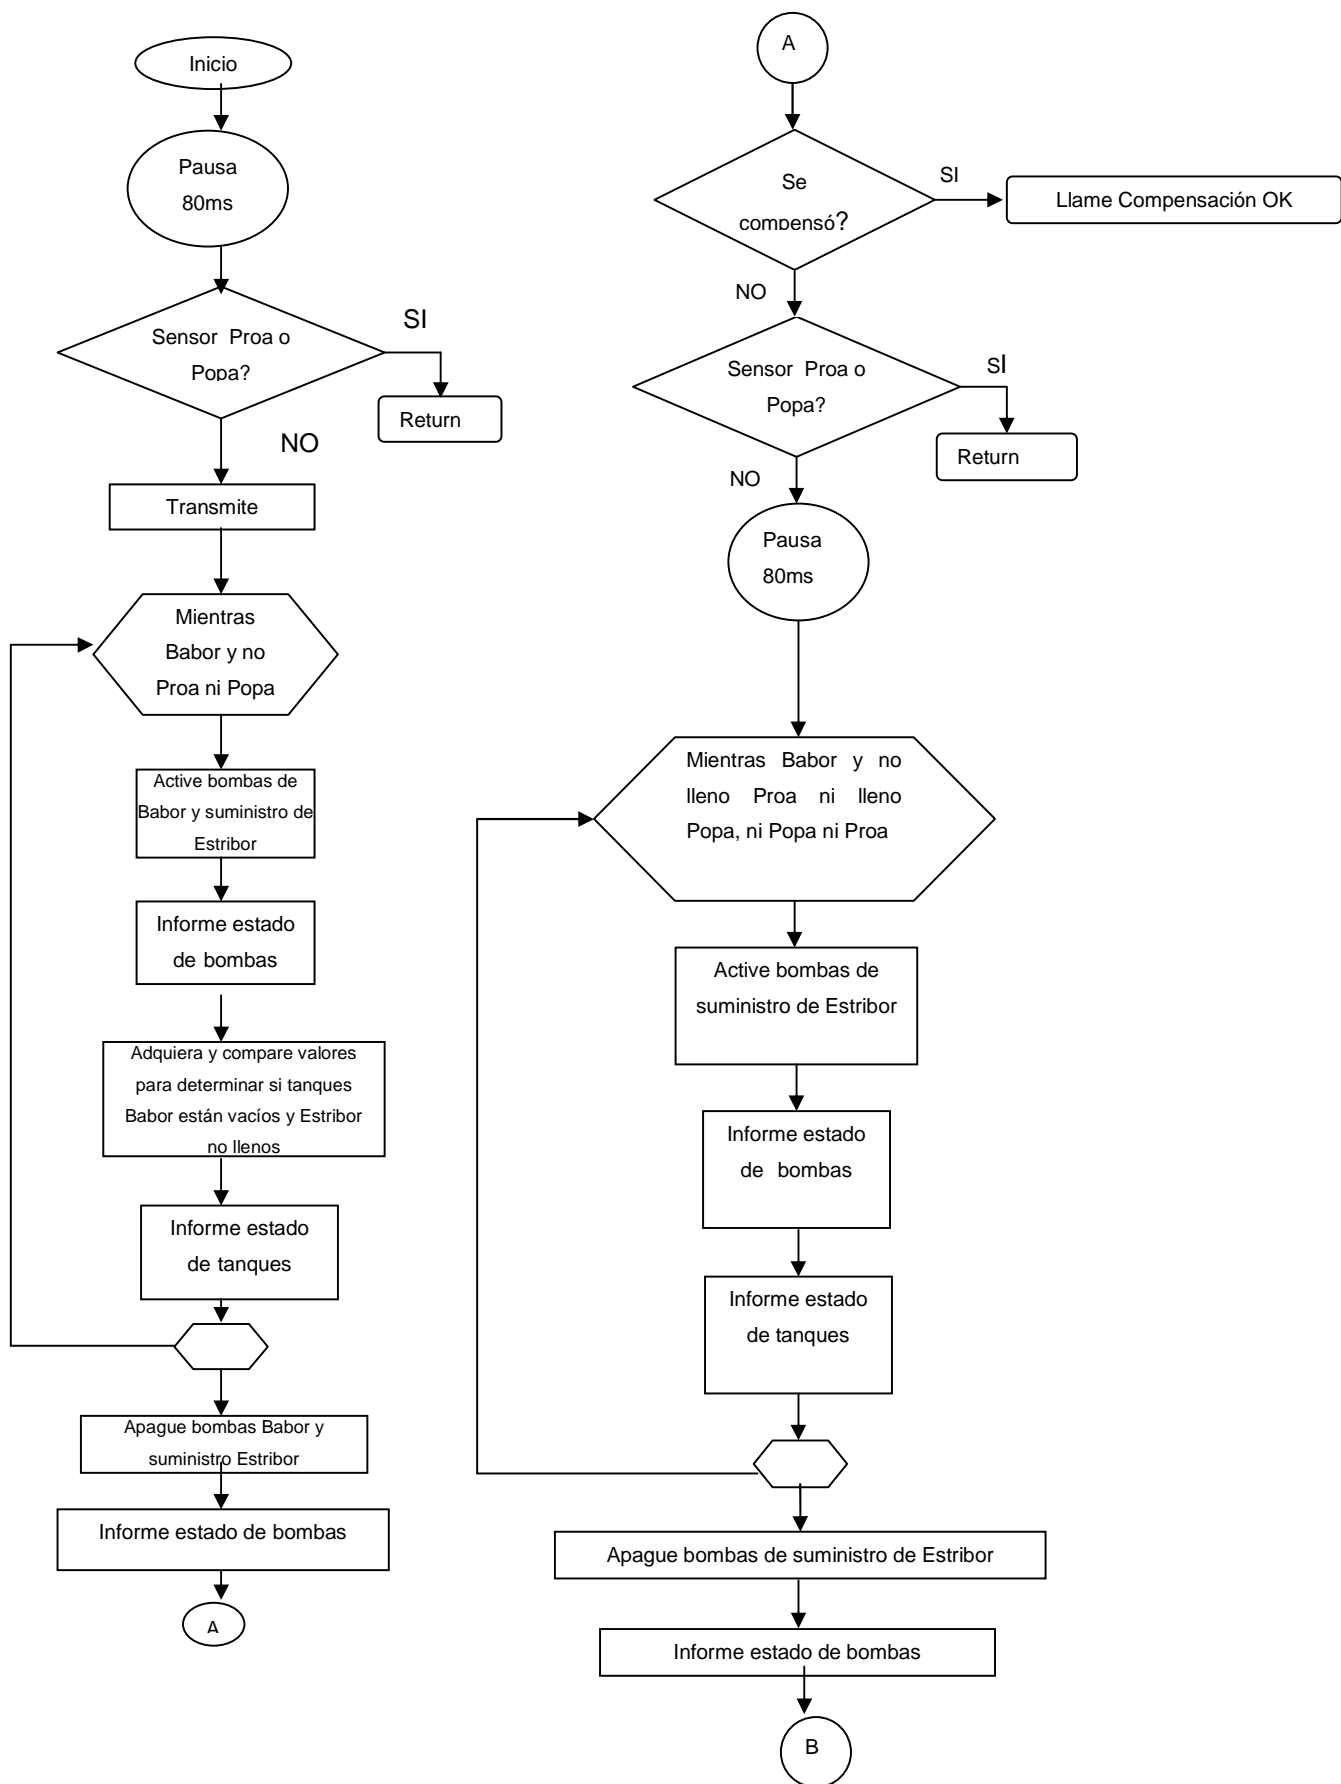 Inicio
Pausa
80ms
Sensor Proa o
Popa?
SI
Return
NO
Transmite
Mientras
Babor y no
Proa ni Popa
Active bombas de
Babor y suministro de
Estribor
Informe estado
de bombas
Adquiera y compare valores
para determinar si tanques
Babor están vacíos y Estribor
no llenos
Informe estado
de tanques
Apague bombas Babor y
suministro Estribor
Informe estado de bombas
A
A
Se
compensó?
SI
Llame Compensación OK
NO
Sensor Proa o
Popa?
SI
Return
NO
Pausa
80ms
Mientras Babor y no
lleno Proa ni lleno
Popa, ni Popa ni Proa
Active bombas de
suministro de Estribor
Informe estado
de bombas
Informe estado
de tanques
Apague bombas de suministro de Estribor
Informe estado de bombas
B